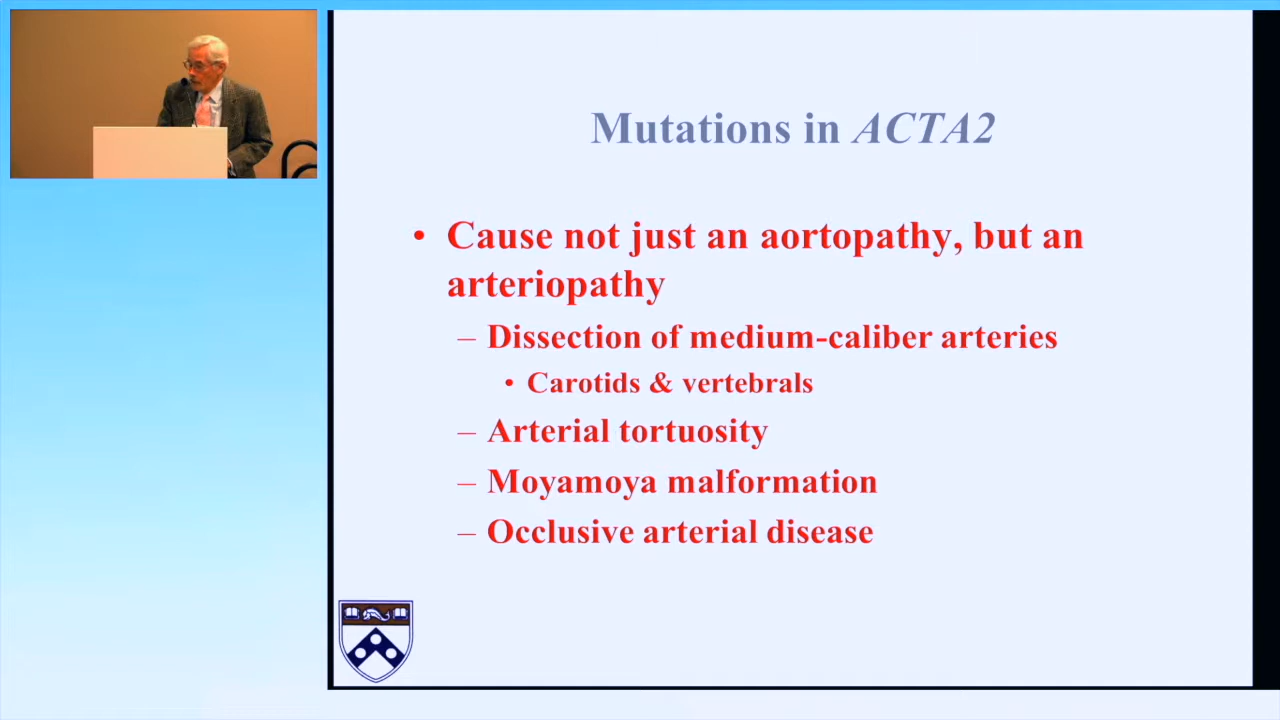 Mutations in ACTA2
• Cause not just an aortopathy, but an
arteriopathy
– Dissection of medium-caliber arteries
• Carotids & vertebrals
– Arterial tortuosity
– Moyamoya malformation
– Occlusive arterial disease